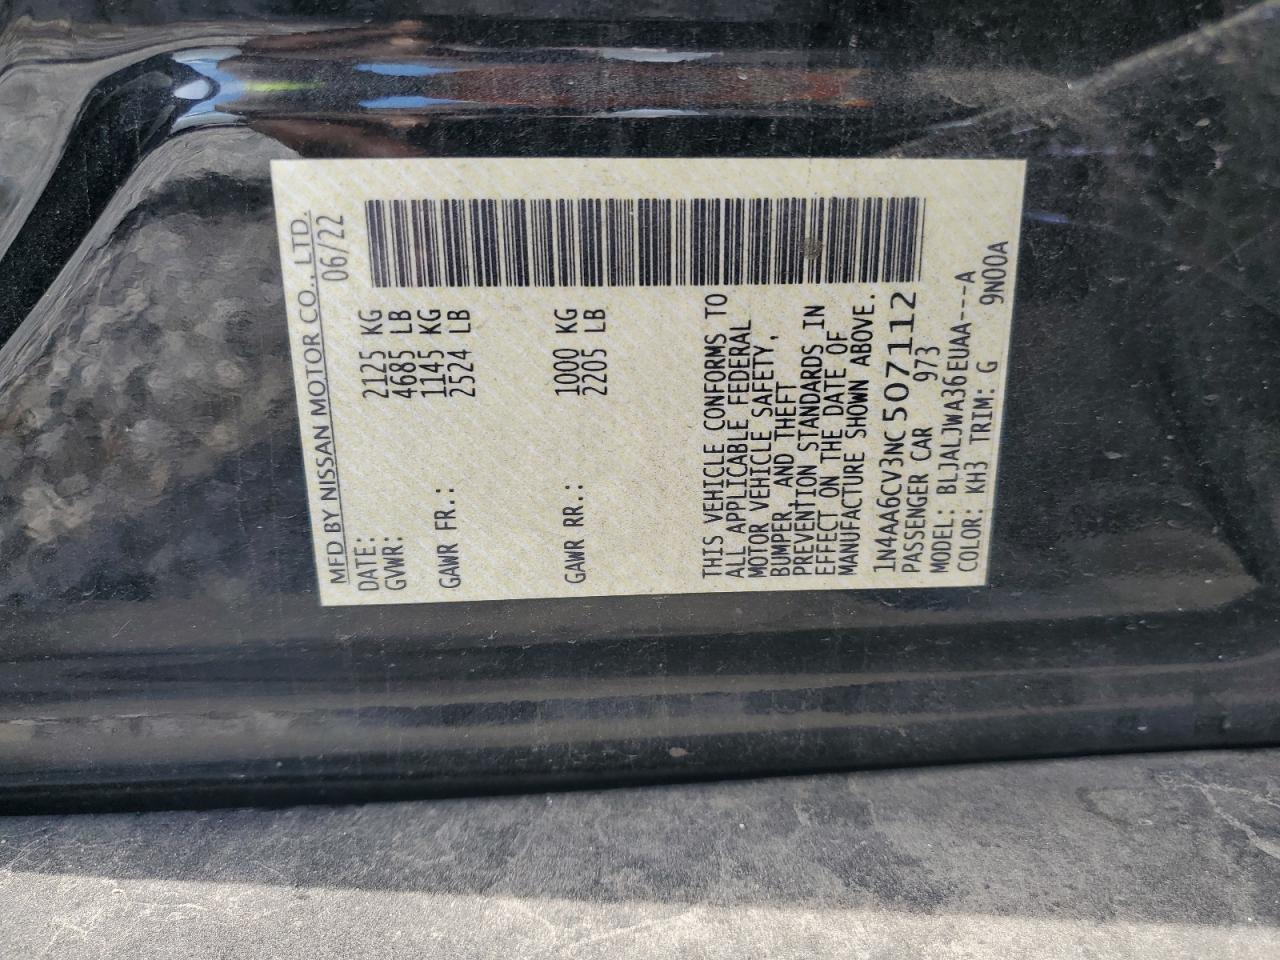 MFD BY NISSAN MOTOR CO., LTD.
DATE: 06/22
GVWR: 2125 KG
4685 LB
GAWR FR.: 1145 KG
2524 LB
GAWR RR.: 1000 KG
2205 LB
THIS VEHICLE CONFORMS TO
ALL APPLICABLE FEDERAL
MOTOR VEHICLE SAFETY,
BUMPER, AND THEFT
PREVENTION STANDARDS IN
EFFECT ON THE DATE OF
MANUFACTURE SHOWN ABOVE.
1N4AA6CV3NC507112
PASSENGER CAR 973
MODEL: BLJALJWA36EUAA---A
COLOR: KH3 TRIM: G 9N00A